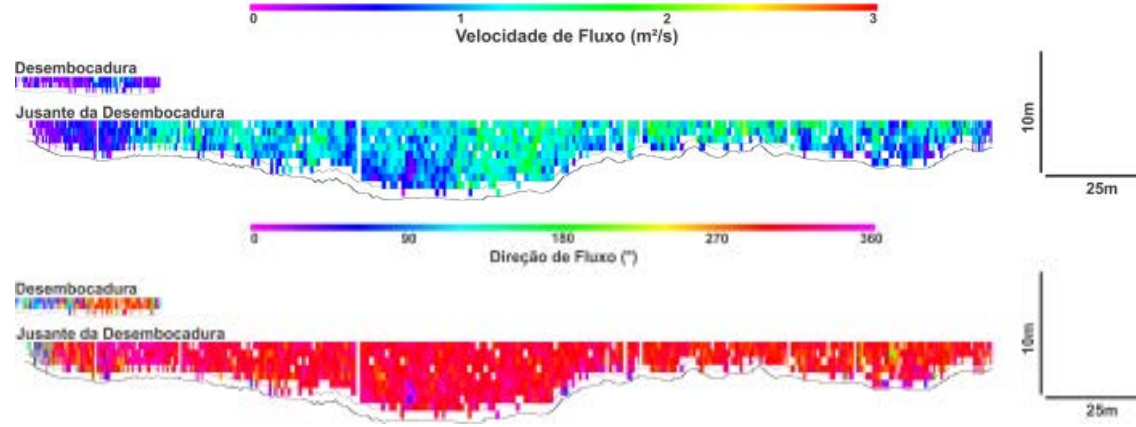 0 1 2 3
Velocidade de Fluxo (m²/s)
Desembocadura
Jusante da Desembocadura
10m
25m
0 90 180 270 360
Direção de Fluxo (°)
Desembocadura
Jusante da Desembocadura
10m
25m